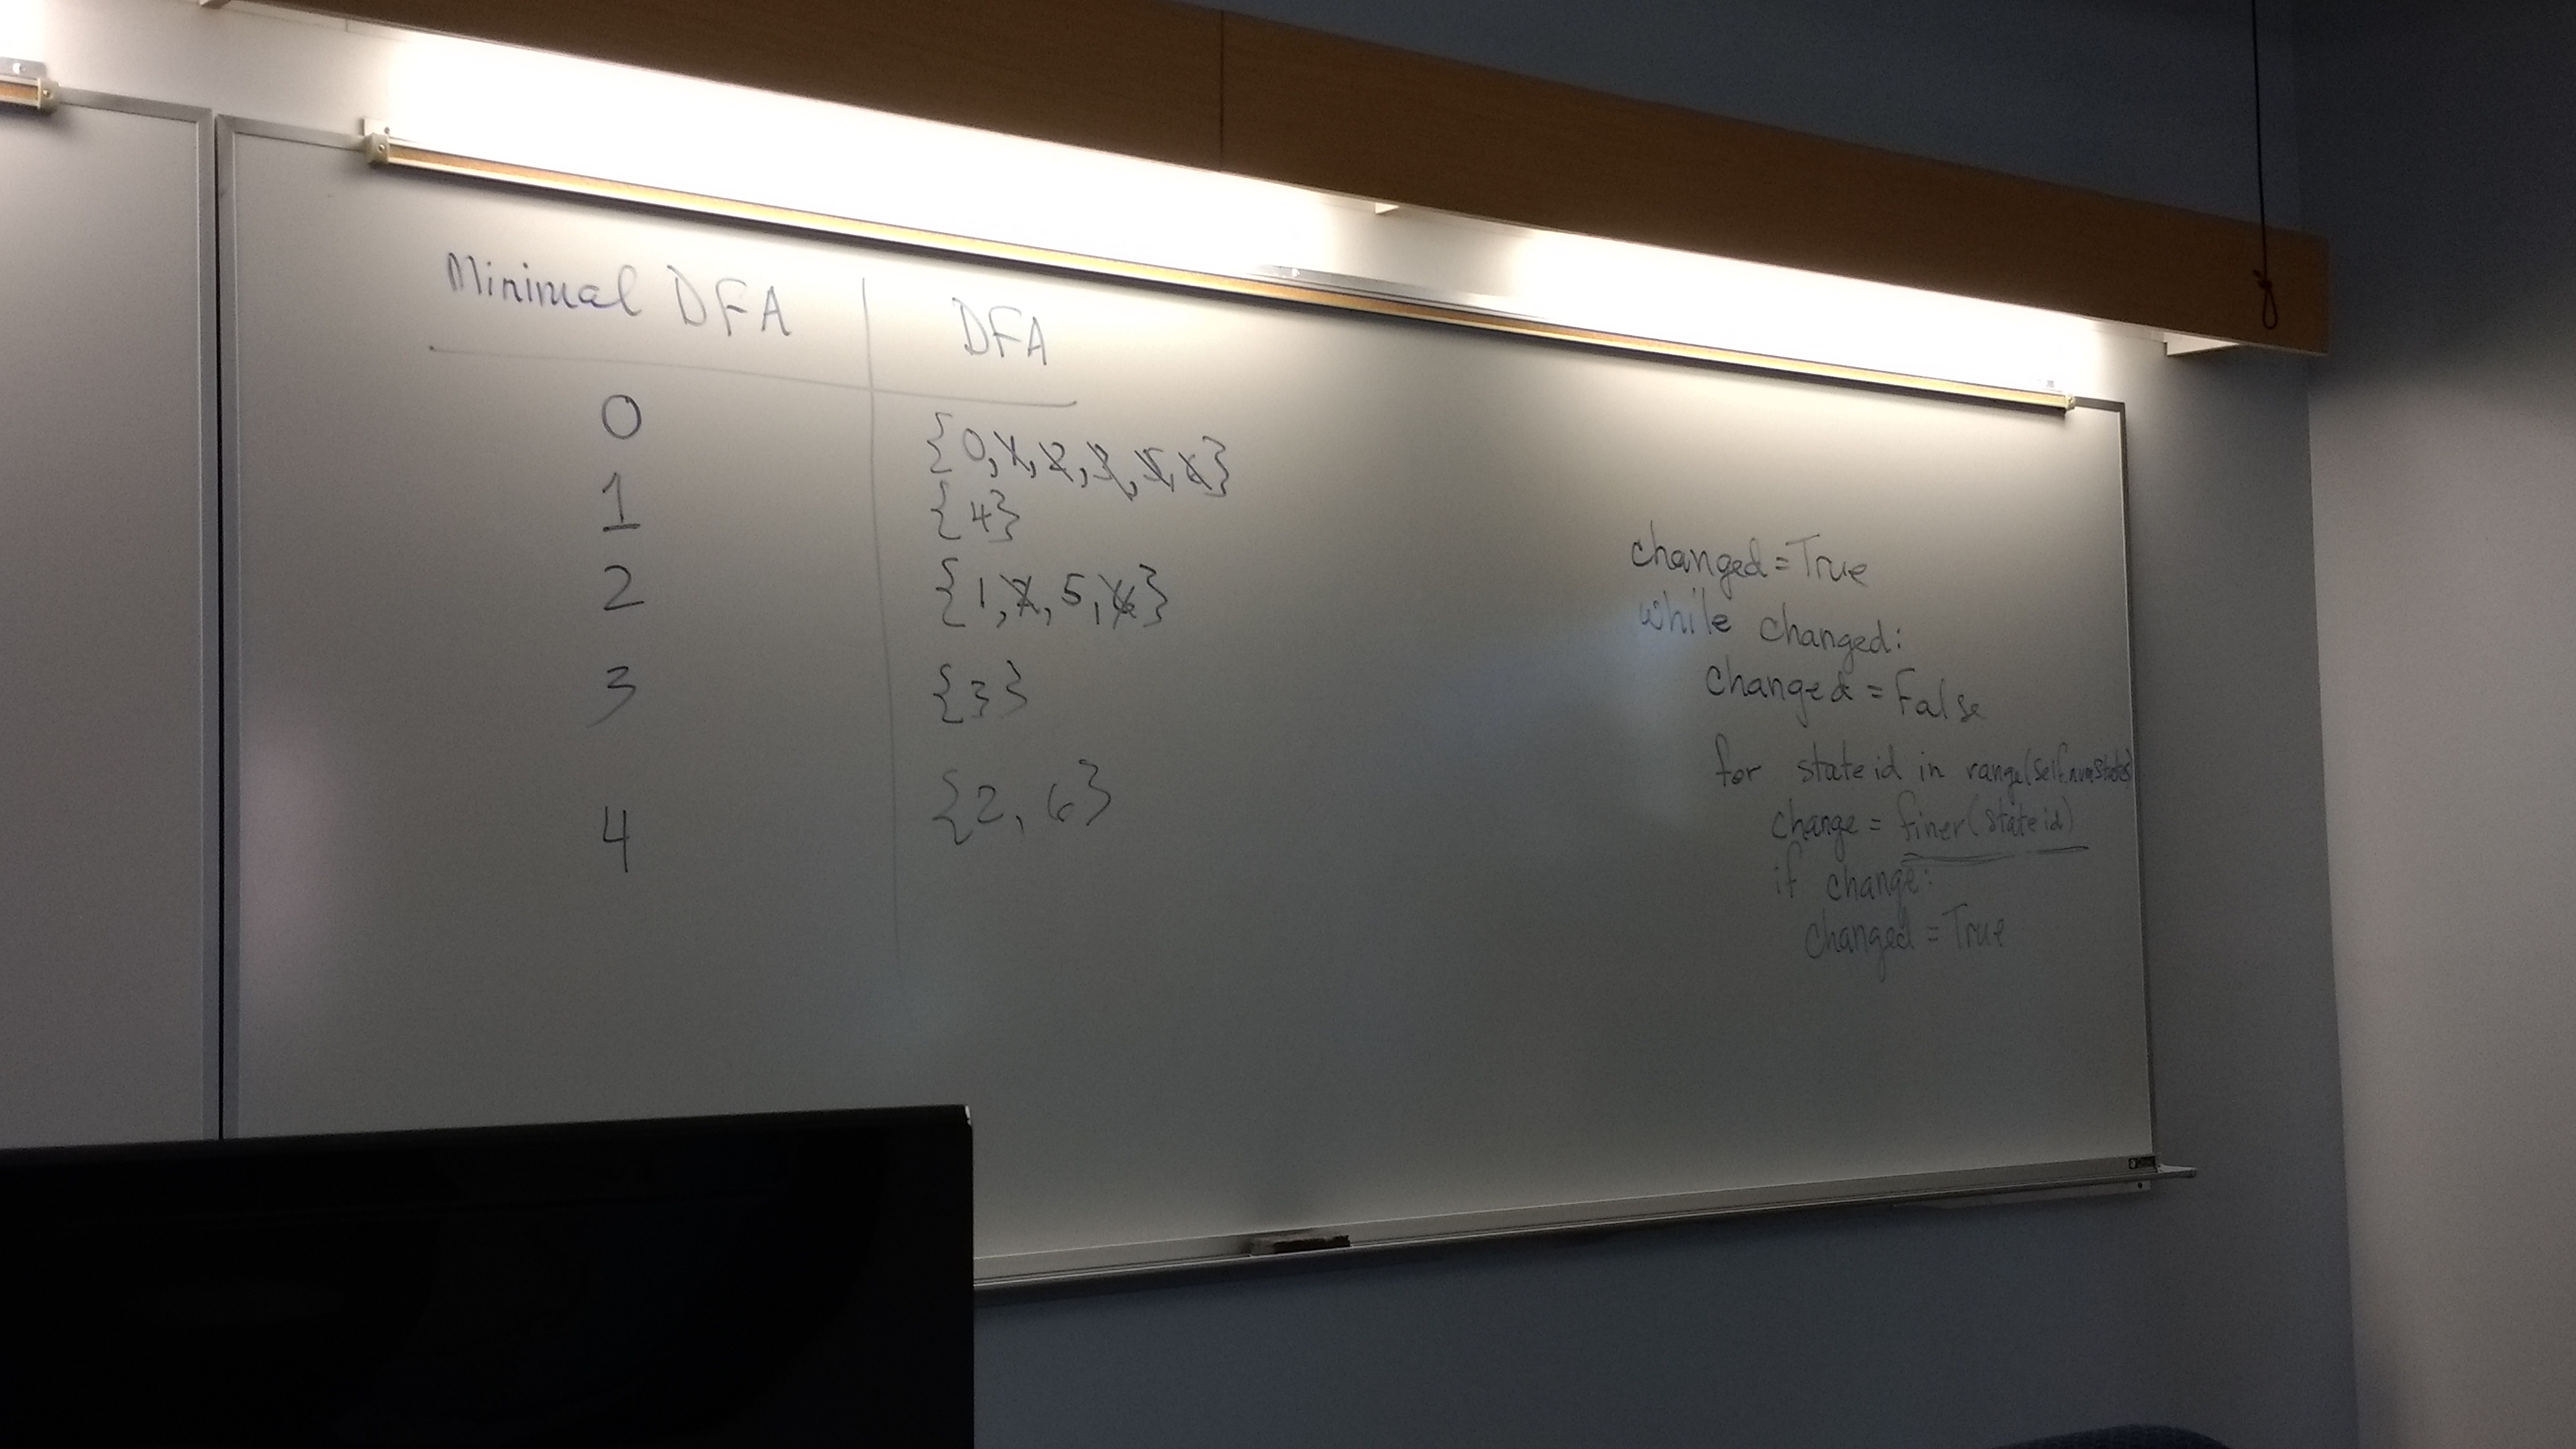 Minimal DFA | DFA
0 {0,1,2,3,5,6}
1 {4}
2 {1,2,5,6}
3 {3}
4 {2,6}
changed=True
while changed:
changed=False
for stateid in range(self.numStates)
change=finer(stateid)
if change:
changed=True